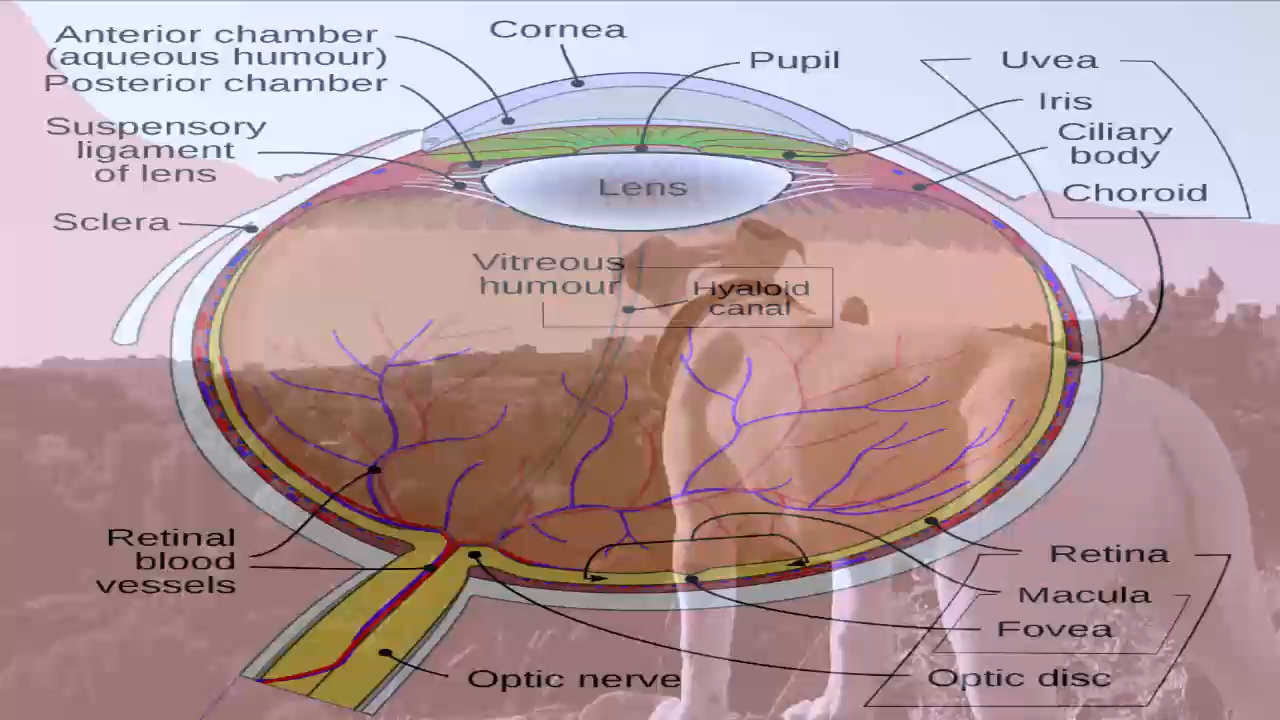 Cornea
Anterior chamber
(aqueous humour)
Posterior chamber
Pupil
Uvea
Iris
Ciliary
body
Choroid
Suspensory
ligament
of lens
Lens
Sclera
Vitreous
humour
Hyaloid
canal
Retinal
blood
vessels
Retina
Macula
Fovea
Optic nerve
Optic disc